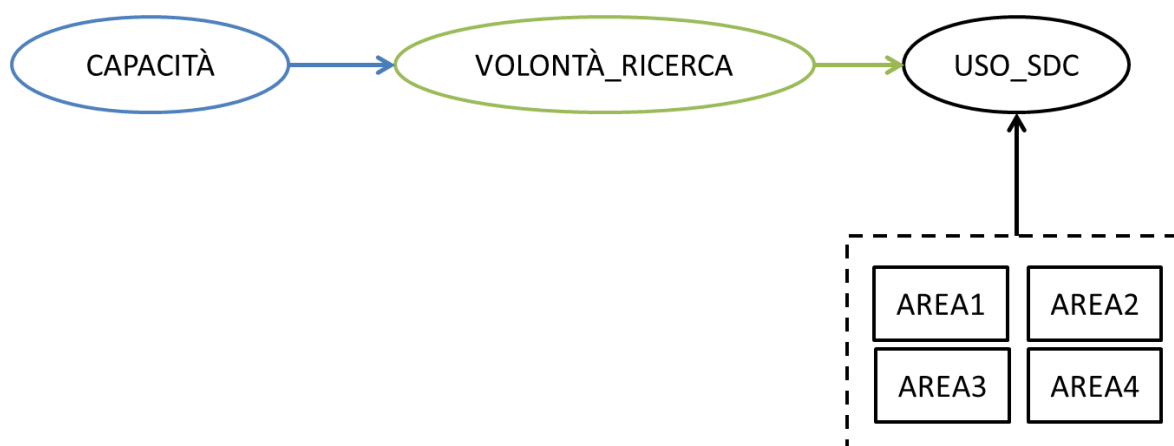 CAPACITÀ
VOLONTÀ_RICERCA
USO_SDC
AREA1
AREA2
AREA3
AREA4